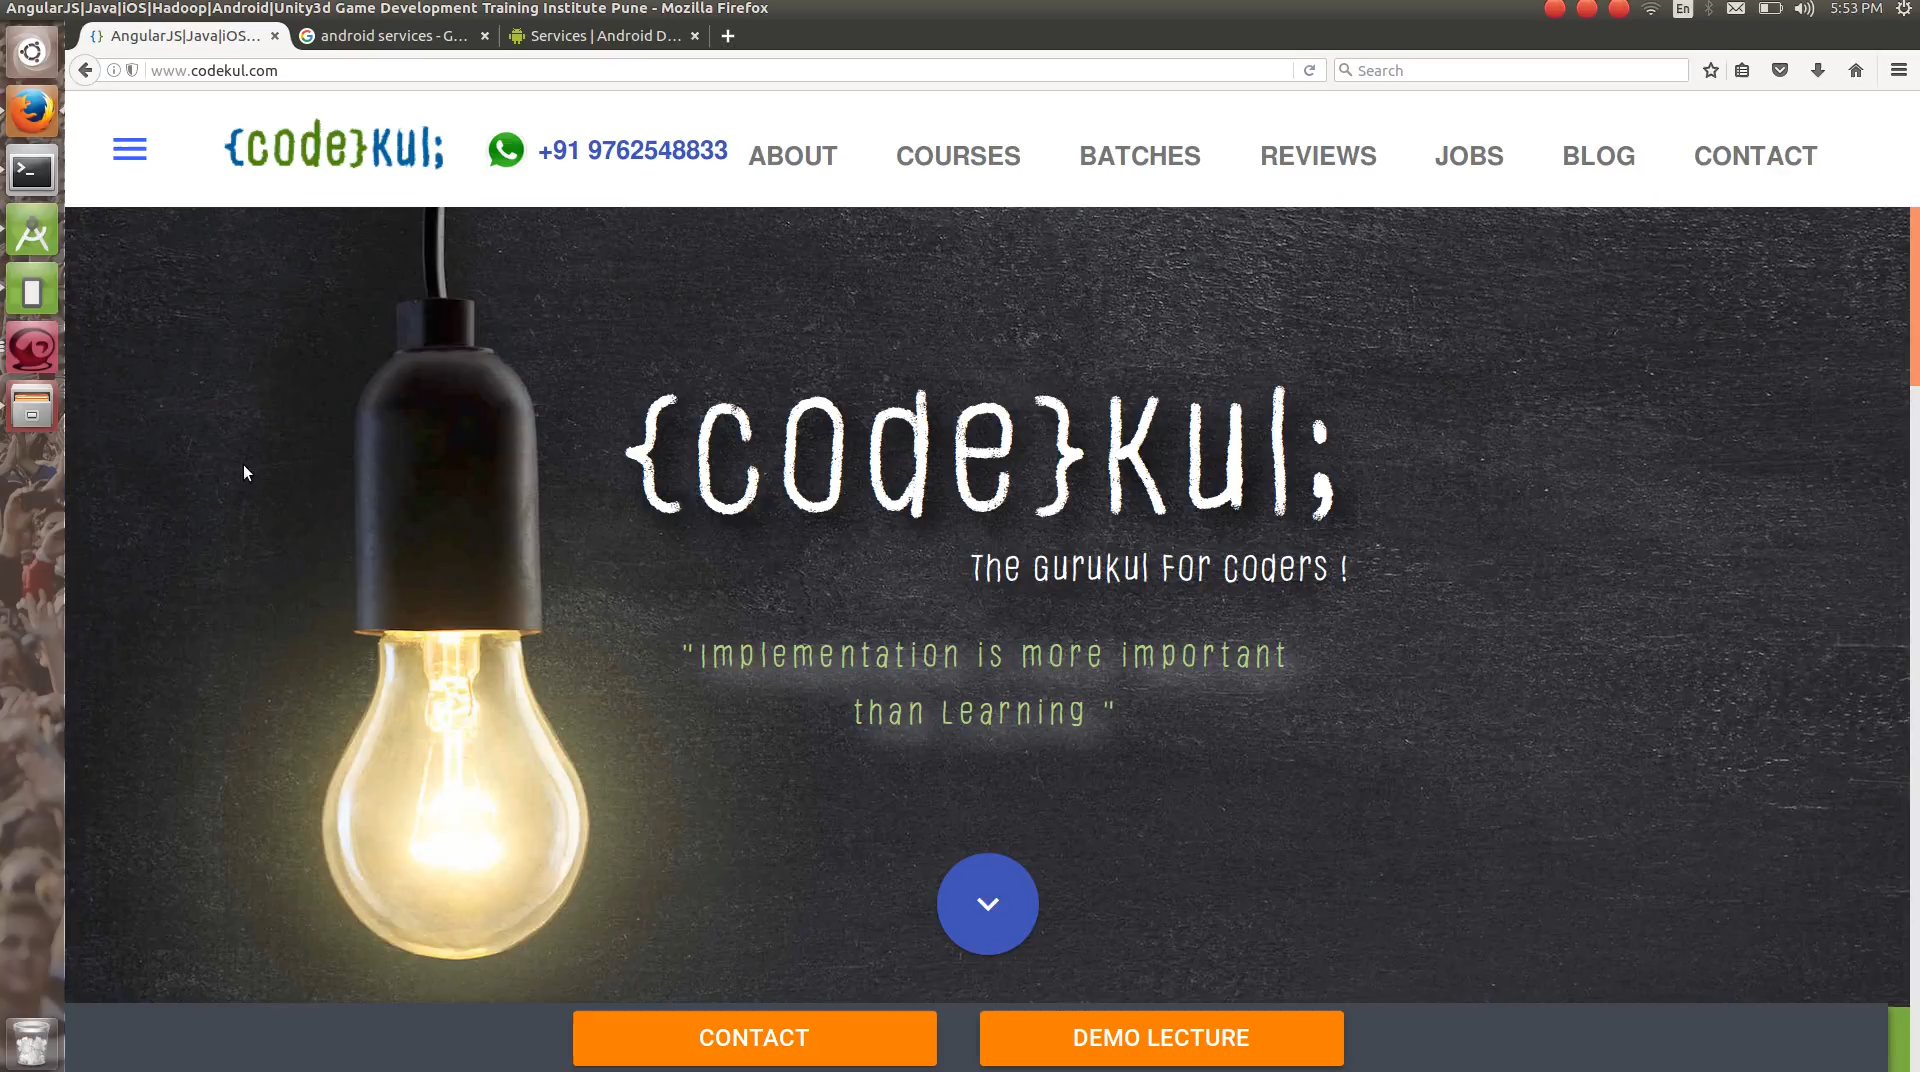 AngularJS|Java|iOS|Hadoop|Android|Unity3d Game Development Training Institute Pune - Mozilla Firefox
En
5:53 PM
{} AngularJS|Java|iOS...
android services - G...
Services | Android D...
www.codekul.com
Search
{code}kul;
+91 9762548833
ABOUT
COURSES
BATCHES
REVIEWS
JOBS
BLOG
CONTACT
{code}kul;
The Gurukul For Coders !
"Implementation is more important
than Learning "
CONTACT
DEMO LECTURE